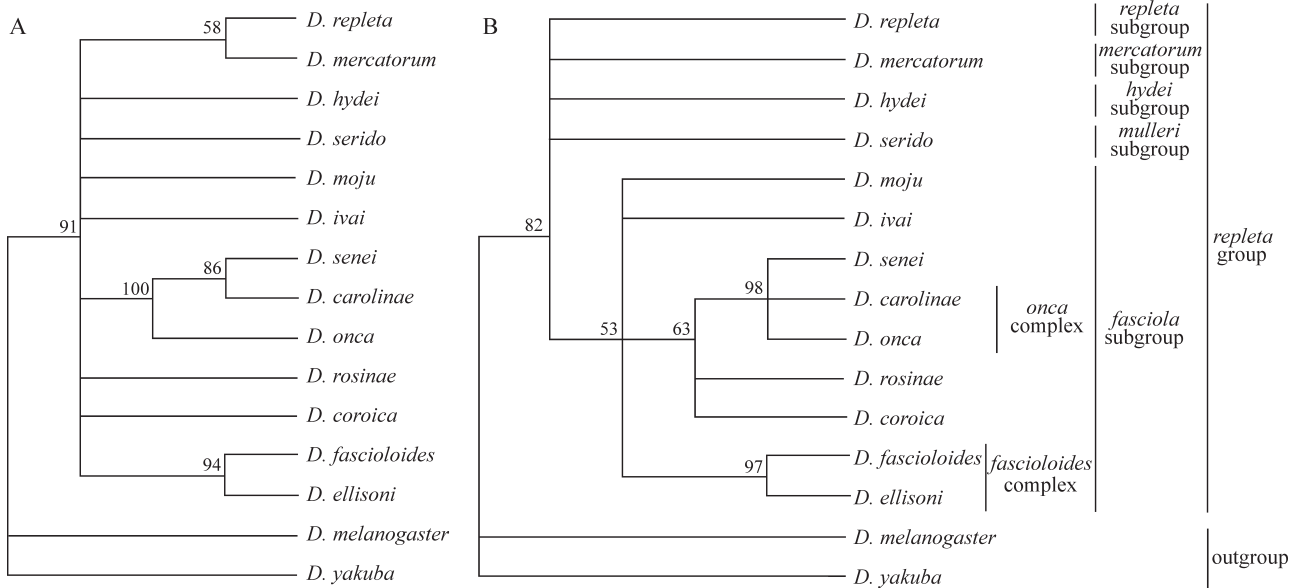 A
58
D. repleta
D. mercatorum
D. hydei
D. serido
D. moju
D. ivai
91
86
D. senei
100
D. carolinae
D. onca
D. rosinae
D. coroica
94
D. fascioloides
D. ellisoni
D. melanogaster
D. yakuba
B
D. repleta
D. mercatorum
D. hydei
D. serido
D. moju
D. ivai
82
D. senei
98
D. carolinae
D. onca
53
63
D. rosinae
D. coroica
97
D. fascioloides
D. ellisoni
D. melanogaster
D. yakuba
onca
complex
fascioloides
complex
repleta
subgroup
mercatorum
subgroup
hydei
subgroup
mulleri
subgroup
fasciola
subgroup
repleta
group
outgroup